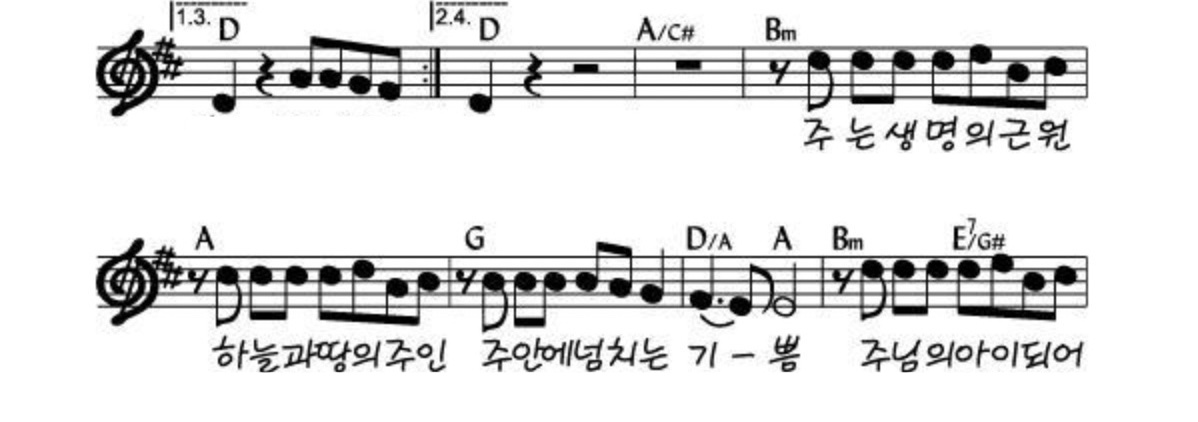 1.3. D 2.4. D A/C# Bm
주 는 생 명 의 근 원
A G D/A A Bm E7/G#
하늘과땅의주인 주안에넘치는 기 - 쁨 주님의아이되어